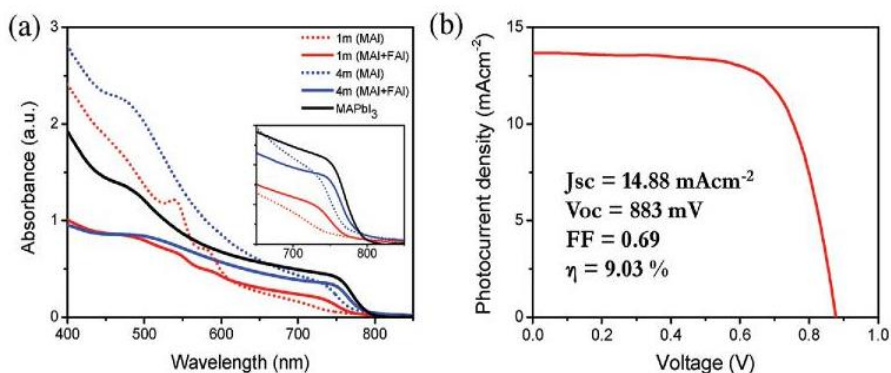 (a)
3
2
1
0
Absorbance (a.u.)
1m (MAI)
1m (MAI+FAI)
4m (MAI)
4m (MAI+FAI)
MAPbI₃
700 800
400 500 600 700 800
Wavelength (nm)
(b)
15
10
5
0
Photocurrent density (mAcm⁻²)
Jsc = 14.88 mAcm⁻²
Voc = 883 mV
FF = 0.69
η = 9.03 %
0.0 0.2 0.4 0.6 0.8 1.0
Voltage (V)